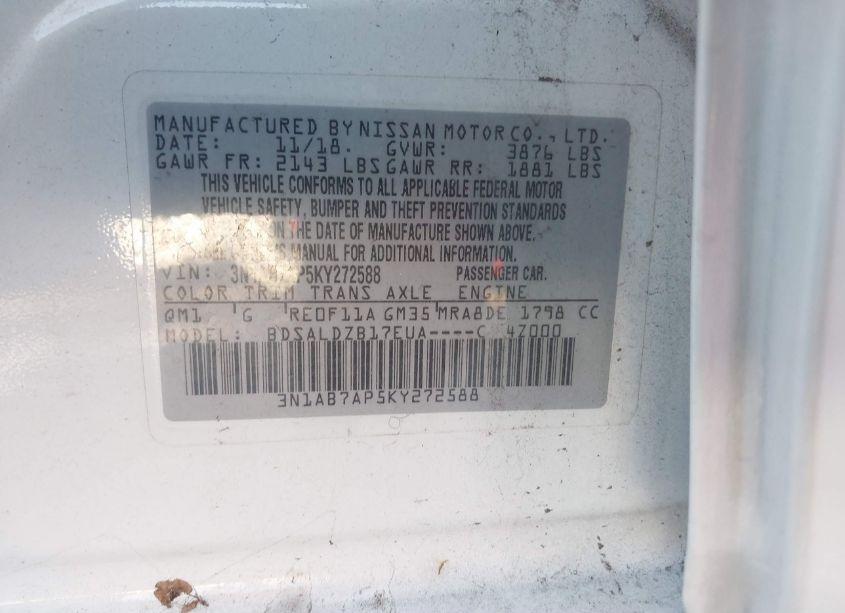 MANUFACTURED BY NISSAN MOTOR CO., LTD.
DATE: 11/18. GVWR: 3876 LBS
GAWR FR: 2143 LBS GAWR RR: 1881 LBS
THIS VEHICLE CONFORMS TO ALL APPLICABLE FEDERAL MOTOR
VEHICLE SAFETY, BUMPER AND THEFT PREVENTION STANDARDS
ON THE DATE OF MANUFACTURE SHOWN ABOVE.
MANUAL FOR ADDITIONAL INFORMATION.
VIN: 3N1AB7AP5KY272588 PASSENGER CAR.
COLOR TRIM TRANS AXLE ENGINE
QM1 G RE0F11A GM35 MRA8DE 1798 CC
MODEL: BDSALDZB17EUA----C 4Z000
3N1AB7AP5KY272588